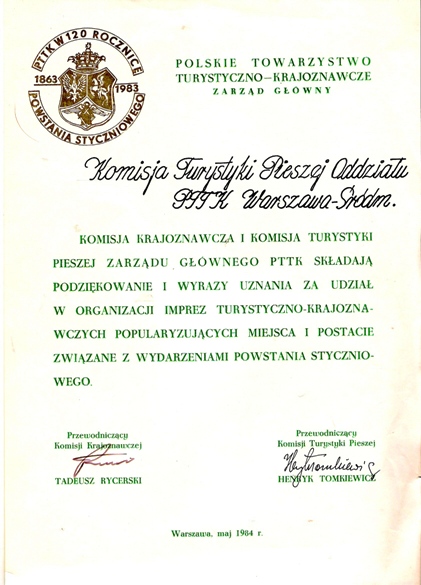 PTTK W 120 ROCZNICĘ
1863 1983
POWSTANIA STYCZNIOWEGO
POLSKIE TOWARZYSTWO
TURYSTYCZNO—KRAJOZNAWCZE
ZARZĄD GŁÓWNY
Komisja Turystyki Pieszej Oddziału
PTTK Warszawa-Śródm.
KOMISJA KRAJOZNAWCZA I KOMISJA TURYSTYKI
PIESZEJ ZARZĄDU GŁÓWNEGO PTTK SKŁADAJĄ
PODZIĘKOWANIE I WYRAZY UZNANIA ZA UDZIAŁ
W ORGANIZACJI IMPREZ TURYSTYCZNO-KRAJOZNA-
WCZYCH POPULARYZUJĄCYCH MIEJSCA I POSTACIE
ZWIĄZANE Z WYDARZENIAMI POWSTANIA STYCZNIO-
WEGO.
Przewodniczący
Komisji Krajoznawczej
TADEUSZ RYCERSKI
Przewodniczący
Komisji Turystyki Pieszej
HTomkiewicz
HENRYK TOMKIEWICZ
Warszawa, maj 1984 r.